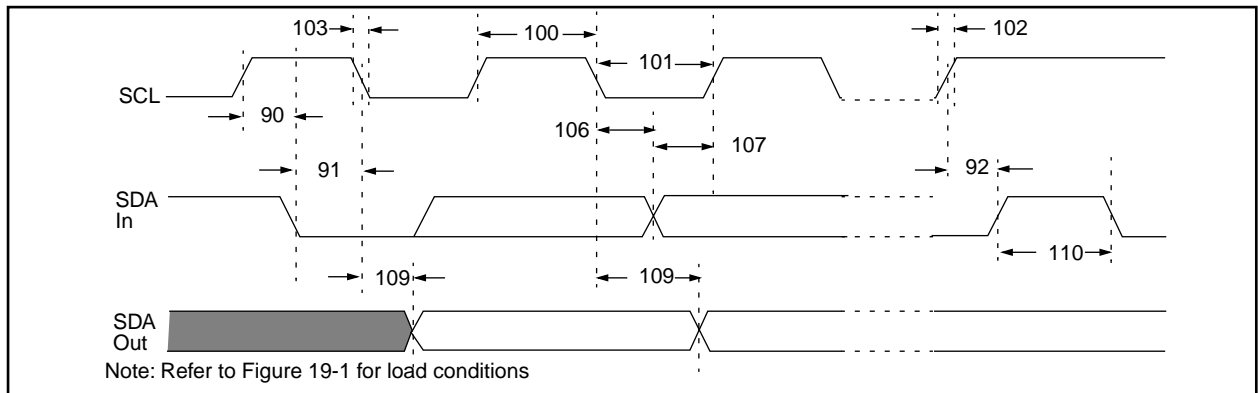 103
100
102
101
SCL
90
106
107
91
92
SDA
In
110
109
109
SDA
Out
Note: Refer to Figure 19-1 for load conditions